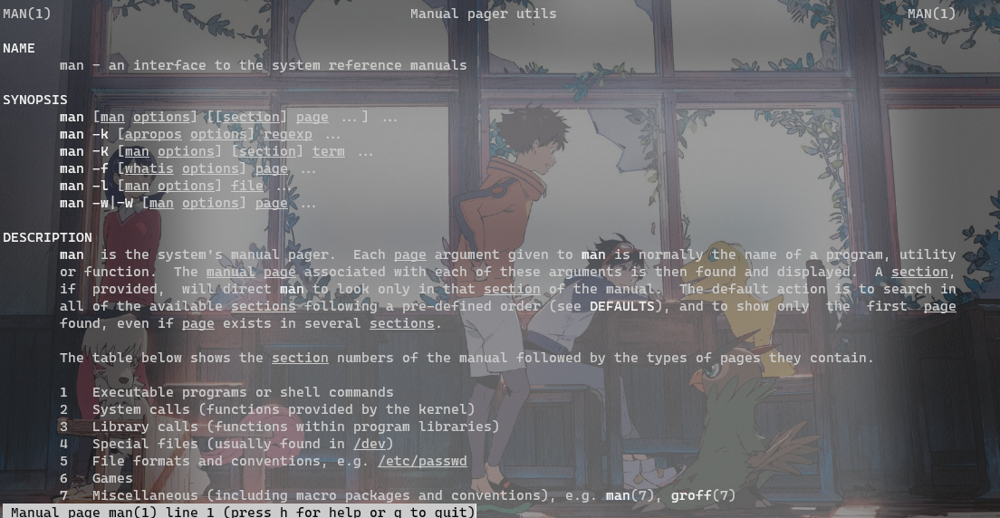 MAN(1) Manual pager utils MAN(1)
NAME
man - an interface to the system reference manuals
SYNOPSIS
man [man options] [[section] page ...] ...
man -k [apropos options] regexp ...
man -K [man options] [section] term ...
man -f [whatis options] page ...
man -l [man options] file ...
man -w|-W [man options] page ...
DESCRIPTION
man is the system's manual pager. Each page argument given to man is normally the name of a program, utility
or function. The manual page associated with each of these arguments is then found and displayed. A section,
if provided, will direct man to look only in that section of the manual. The default action is to search in
all of the available sections following a pre-defined order (see DEFAULTS), and to show only the first page
found, even if page exists in several sections.
The table below shows the section numbers of the manual followed by the types of pages they contain.
1 Executable programs or shell commands
2 System calls (functions provided by the kernel)
3 Library calls (functions within program libraries)
4 Special files (usually found in /dev)
5 File formats and conventions, e.g. /etc/passwd
6 Games
7 Miscellaneous (including macro packages and conventions), e.g. man(7), groff(7)
Manual page man(1) line 1 (press h for help or q to quit)